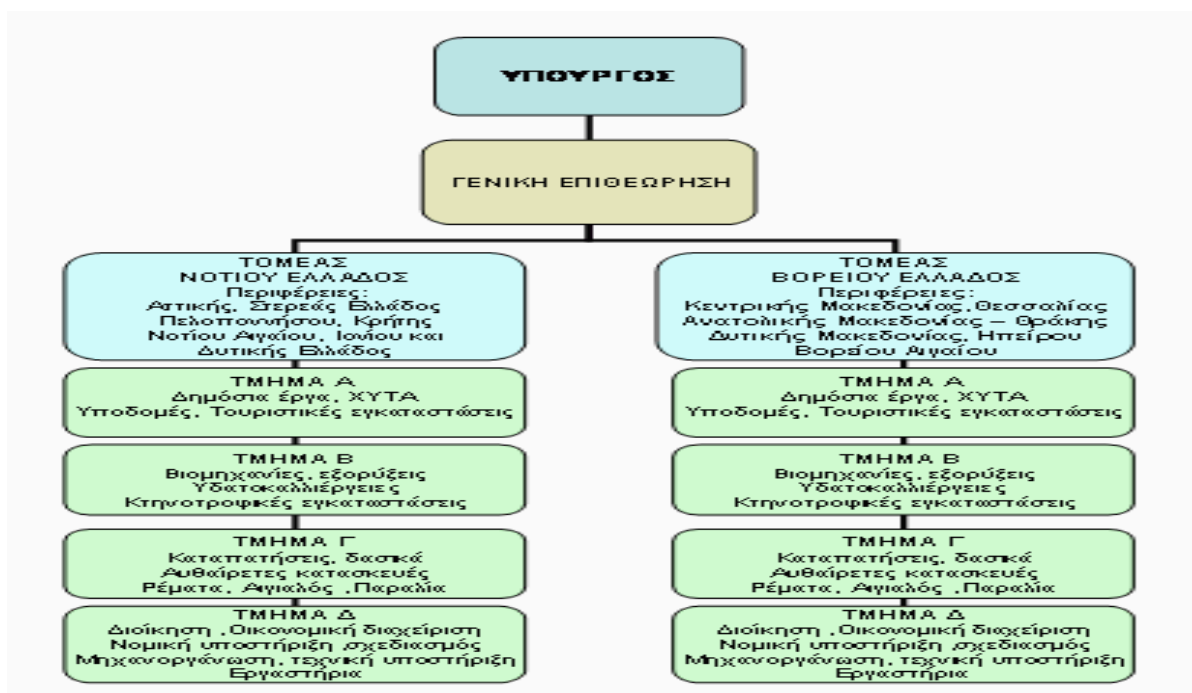 ΥΠΟΥΡΓΟΣ
ΓΕΝΙΚΗ ΕΠΙΘΕΩΡΗΣΗ
ΤΟΜΕΑΣ
ΝΟΤΙΟΥ ΕΛΛΑΔΟΣ
Περιφέρειες:
Αττικής, Στερεάς Ελλάδος
Πελοποννήσου, Κρήτης
Νοτίου Αιγαίου, Ιονίου και
Δυτικής Ελλάδος
ΤΜΗΜΑ Α
Δημόσια έργα, ΧΥΤΑ
Υποδομές, Τουριστικές εγκαταστάσεις
ΤΜΗΜΑ Β
Βιομηχανίες, εξορύξεις
Υδατοκαλλιέργειες
Κτηνοτροφικές εγκαταστάσεις
ΤΜΗΜΑ Γ
Καταπατήσεις, δασικά
Αυθαίρετες κατασκευές
Ρέματα, Αιγιαλός ,Παραλία
ΤΜΗΜΑ Δ
Διοίκηση ,Οικονομική διαχείριση
Νομική υποστήριξη ,σχεδιασμός
Μηχανοργάνωση, τεχνική υποστήριξη
Εργαστήρια
ΤΟΜΕΑΣ
ΒΟΡΕΙΟΥ ΕΛΛΑΔΟΣ
Περιφέρειες:
Κεντρικής Μακεδονίας,Θεσσαλίας
Ανατολικής Μακεδονίας – Θράκης
Δυτικής Μακεδονίας, Ηπείρου
Βορείου Αιγαίου
ΤΜΗΜΑ Α
Δημόσια έργα, ΧΥΤΑ
Υποδομές, Τουριστικές εγκαταστάσεις
ΤΜΗΜΑ Β
Βιομηχανίες, εξορύξεις
Υδατοκαλλιέργειες
Κτηνοτροφικές εγκαταστάσεις
ΤΜΗΜΑ Γ
Καταπατήσεις, δασικά
Αυθαίρετες κατασκευές
Ρέματα, Αιγιαλός ,Παραλία
ΤΜΗΜΑ Δ
Διοίκηση ,Οικονομική διαχείριση
Νομική υποστήριξη ,σχεδιασμός
Μηχανοργάνωση, τεχνική υποστήριξη
Εργαστήρια